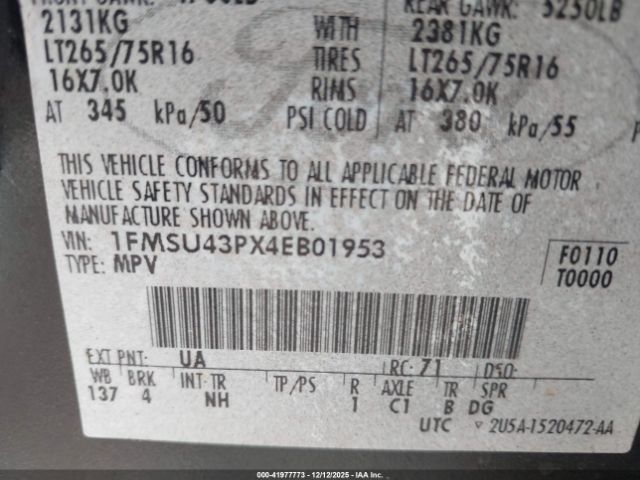 FRONT GAWR: REAR GAWR: 5250LB
2131KG WITH 2381KG
LT265/75R16 TIRES LT265/75R16
16X7.0K RIMS 16X7.0K
AT 345 kPa/50 PSI COLD AT 380 kPa/55
THIS VEHICLE CONFORMS TO ALL APPLICABLE FEDERAL MOTOR
VEHICLE SAFETY STANDARDS IN EFFECT ON THE DATE OF
MANUFACTURE SHOWN ABOVE.
VIN: 1FMSU43PX4EB01953
TYPE: MPV
F0110
T0000
EXT PNT: UA RC: 71 DSO:
WB BRK INT TR TP/PS R AXLE TR SPR
137 4 NH 1 C1 B DG
UTC 2U5A-1520472-AA
000-41977773 - 12/12/2025 - IAAI.COM